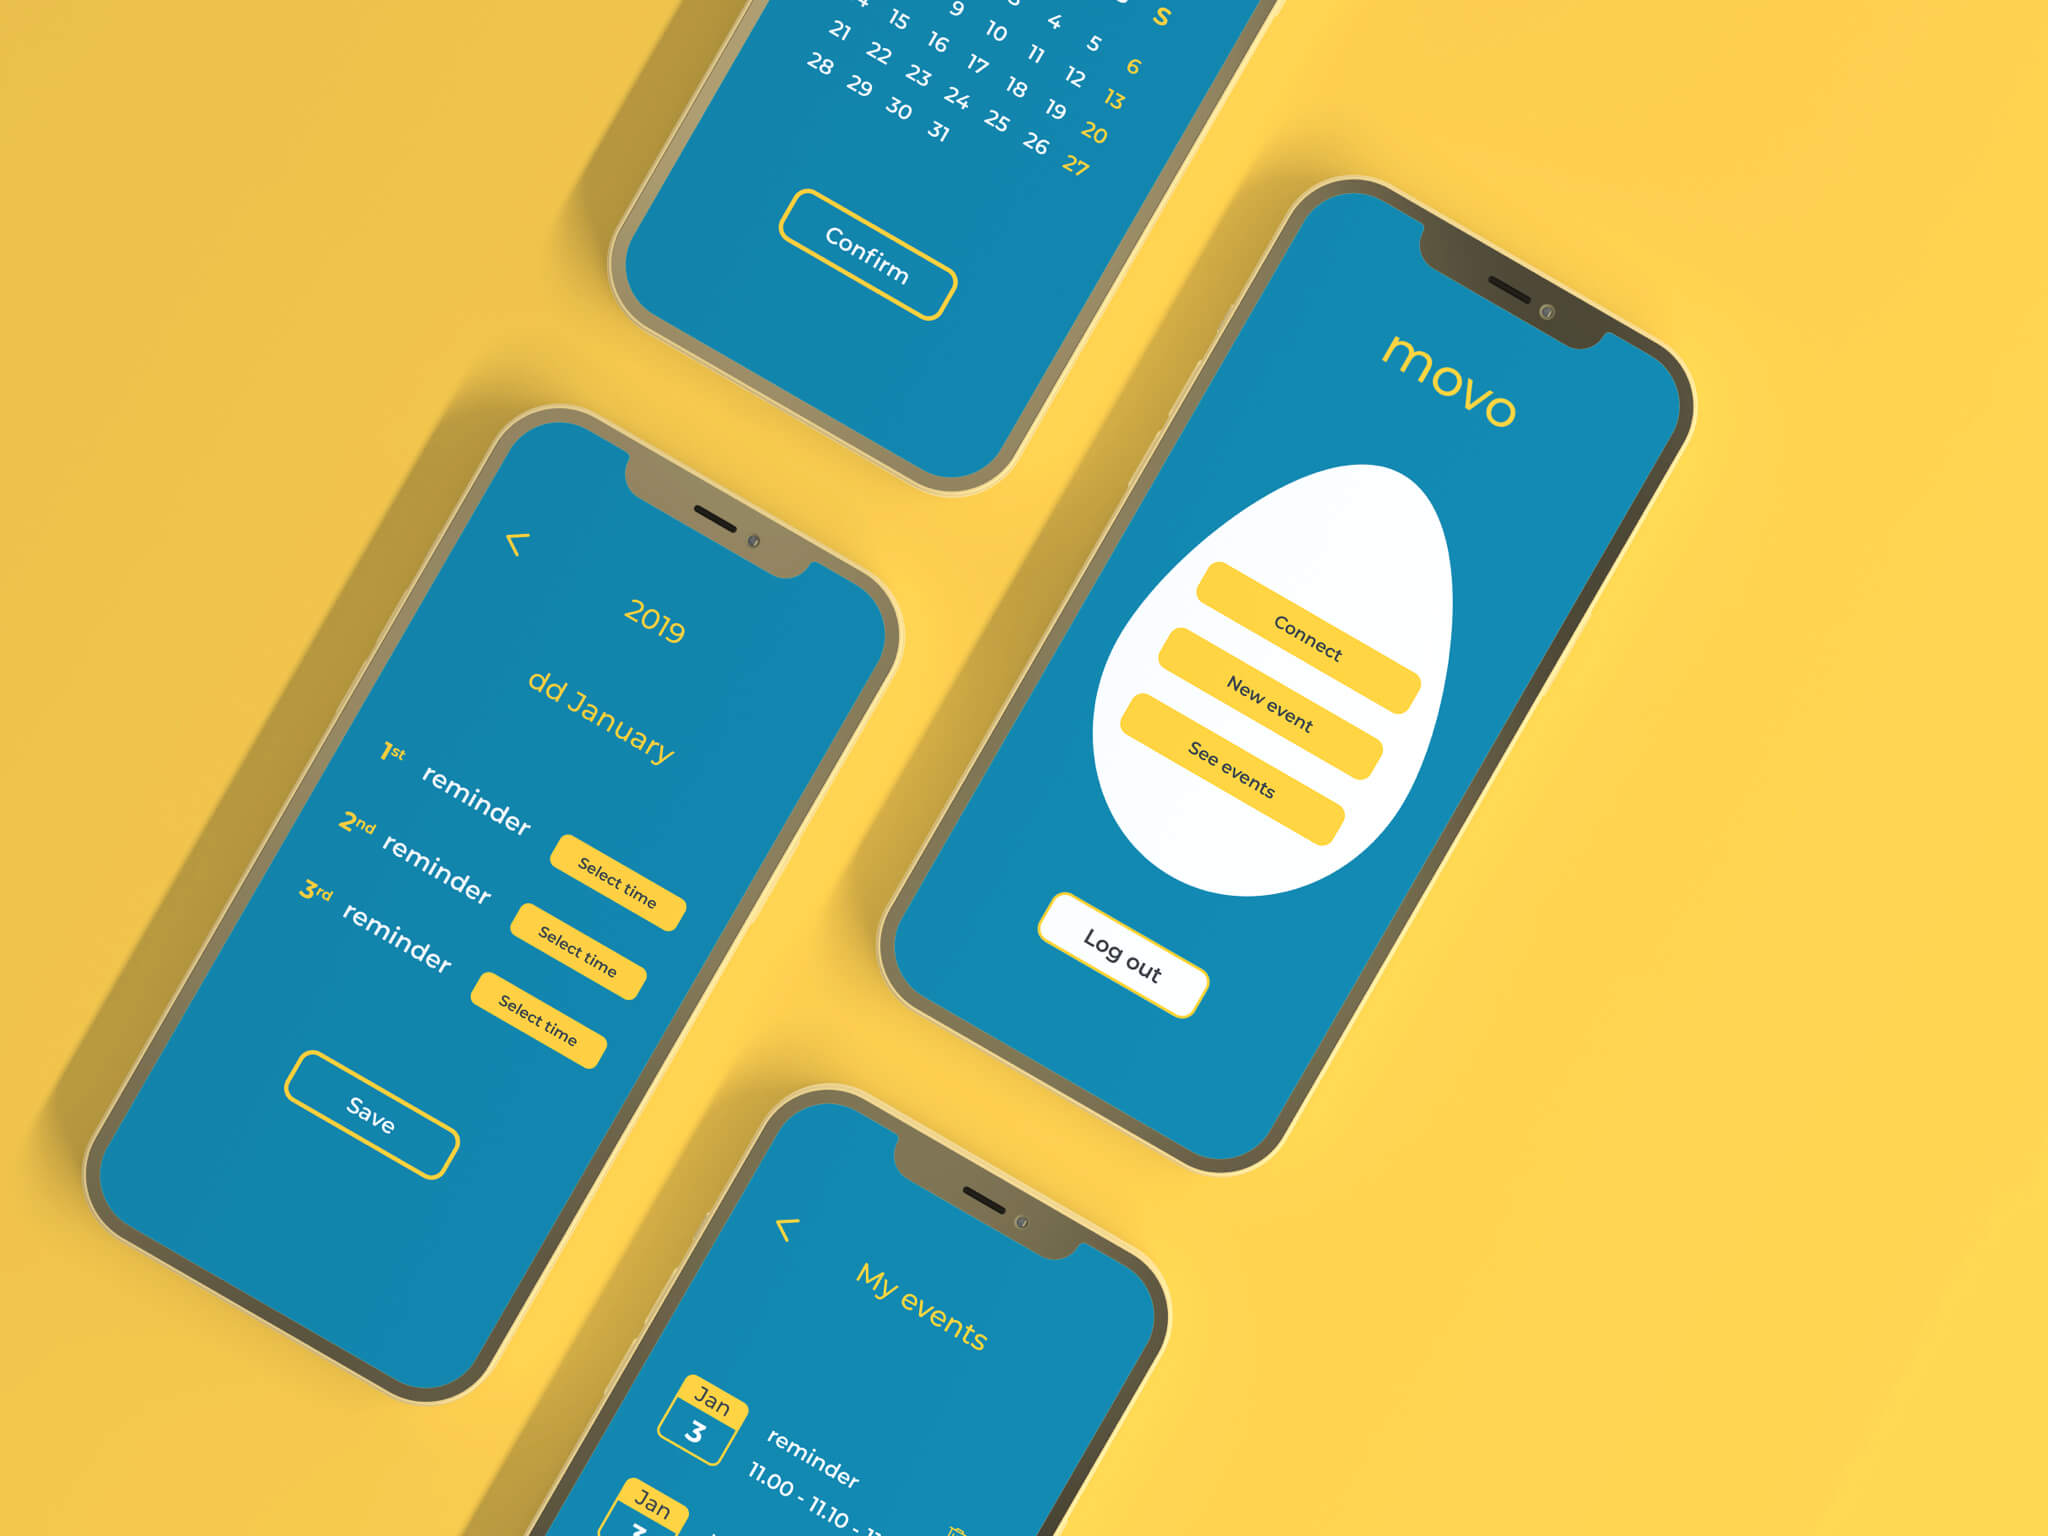 S
9 4 5 6
15 16 10 11 12 13
21 22 23 17 18 19 20
28 29 30 24 25 26 27
31
Confirm
movo
Connect
New event
See events
Log out
<
2019
dd January
1st reminder Select time
2nd reminder Select time
3rd reminder Select time
Save
<
My events
Jan
3
reminder
11.00 - 11.10 -
Jan